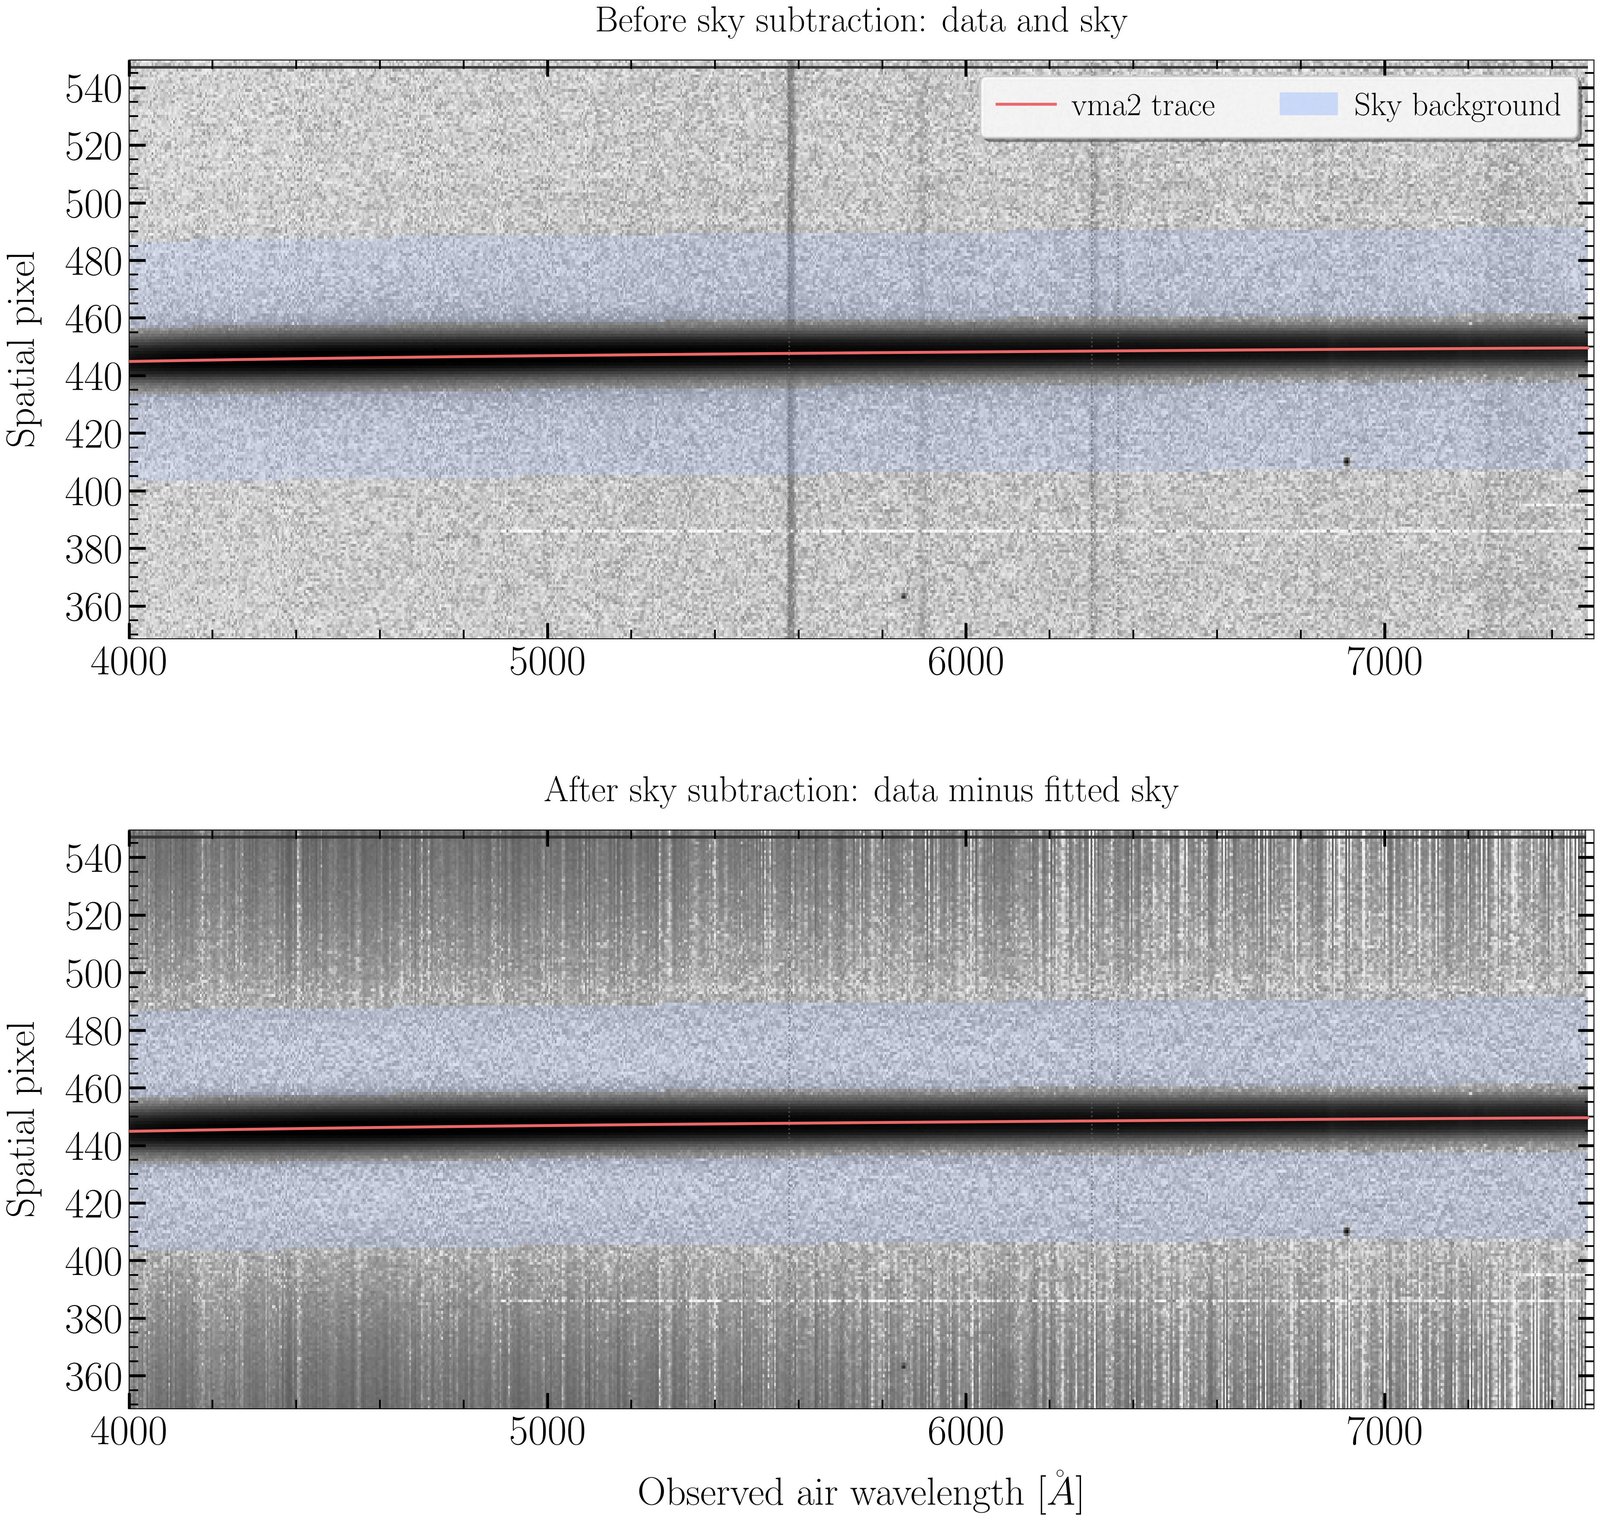 Before sky subtraction: data and sky
vma2 trace
Sky background
540
520
500
480
460
440
420
400
380
360
Spatial pixel
4000 5000 6000 7000
After sky subtraction: data minus fitted sky
540
520
500
480
460
440
420
400
380
360
Spatial pixel
4000 5000 6000 7000
Observed air wavelength [Å]